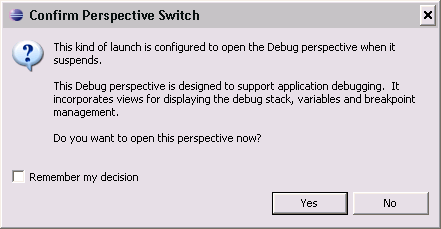 Confirm Perspective Switch
This kind of launch is configured to open the Debug perspective when it
suspends.
This Debug perspective is designed to support application debugging. It
incorporates views for displaying the debug stack, variables and breakpoint
management.
Do you want to open this perspective now?
Remember my decision
Yes
No